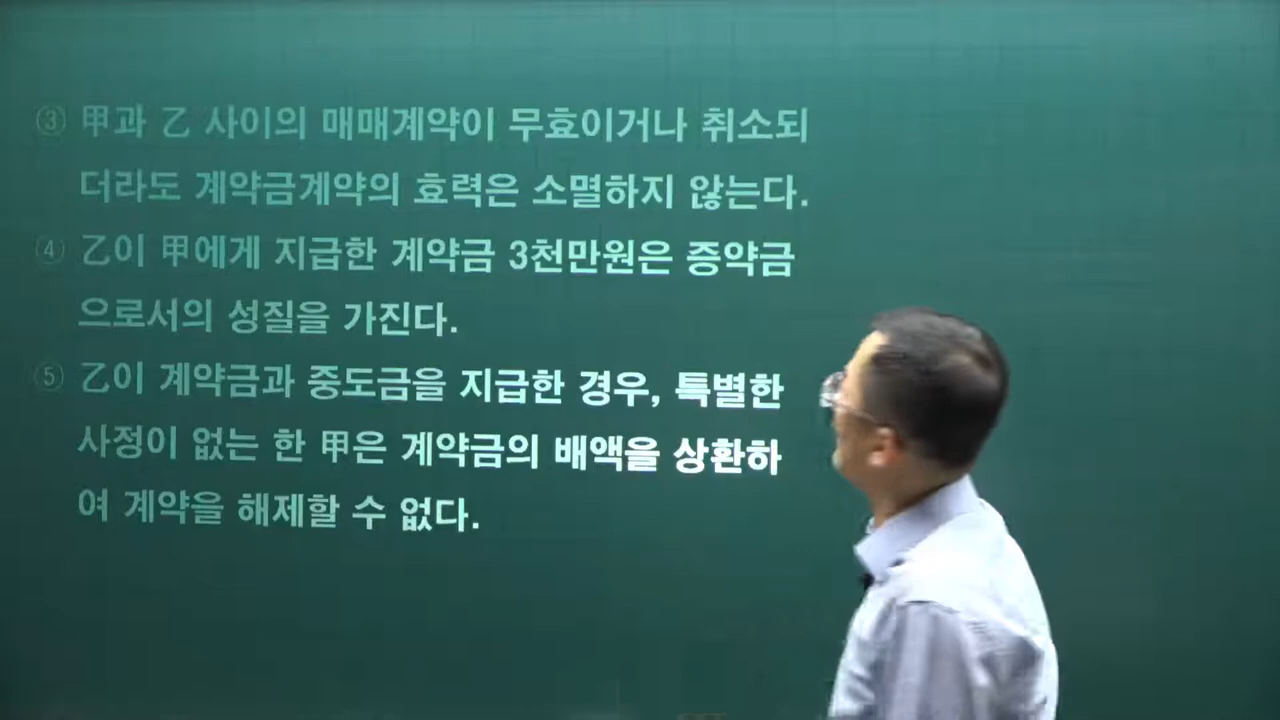 ③ 甲과 乙 사이의 매매계약이 무효이거나 취소되
더라도 계약금계약의 효력은 소멸하지 않는다.
④ 乙이 甲에게 지급한 계약금 3천만원은 증약금
으로서의 성질을 가진다.
⑤ 乙이 계약금과 중도금을 지급한 경우, 특별한
사정이 없는 한 甲은 계약금의 배액을 상환하
여 계약을 해제할 수 없다.